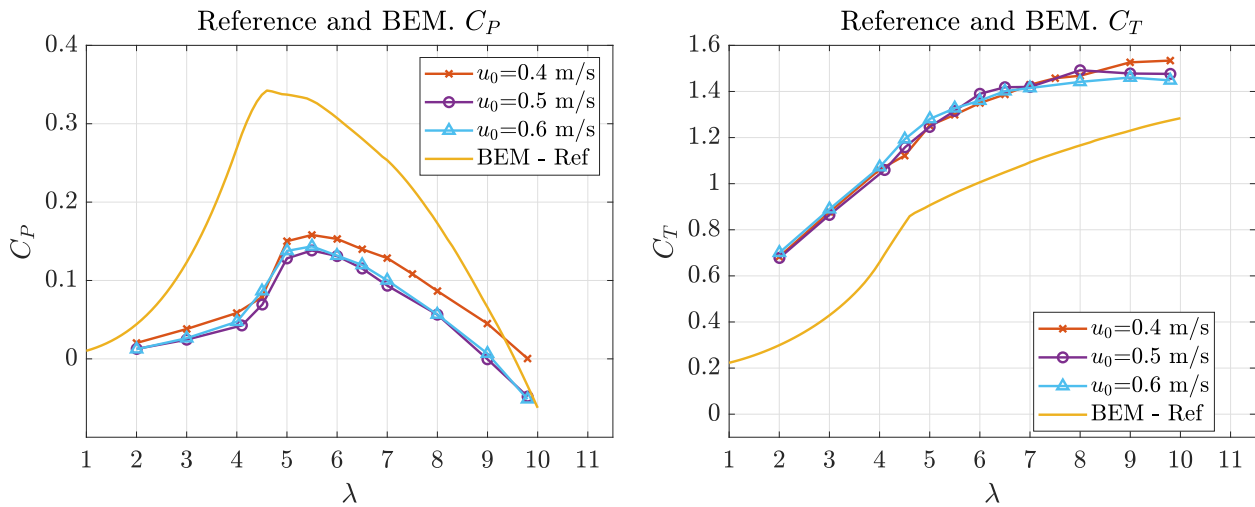 Reference and BEM. C_P
0.4
0.3
0.2
0.1
0
C_P
1 2 3 4 5 6 7 8 9 10 11
λ
u_0=0.4 m/s
u_0=0.5 m/s
u_0=0.6 m/s
BEM - Ref
Reference and BEM. C_T
1.6
1.4
1.2
1
0.8
0.6
0.4
0.2
0
C_T
1 2 3 4 5 6 7 8 9 10 11
λ
u_0=0.4 m/s
u_0=0.5 m/s
u_0=0.6 m/s
BEM - Ref